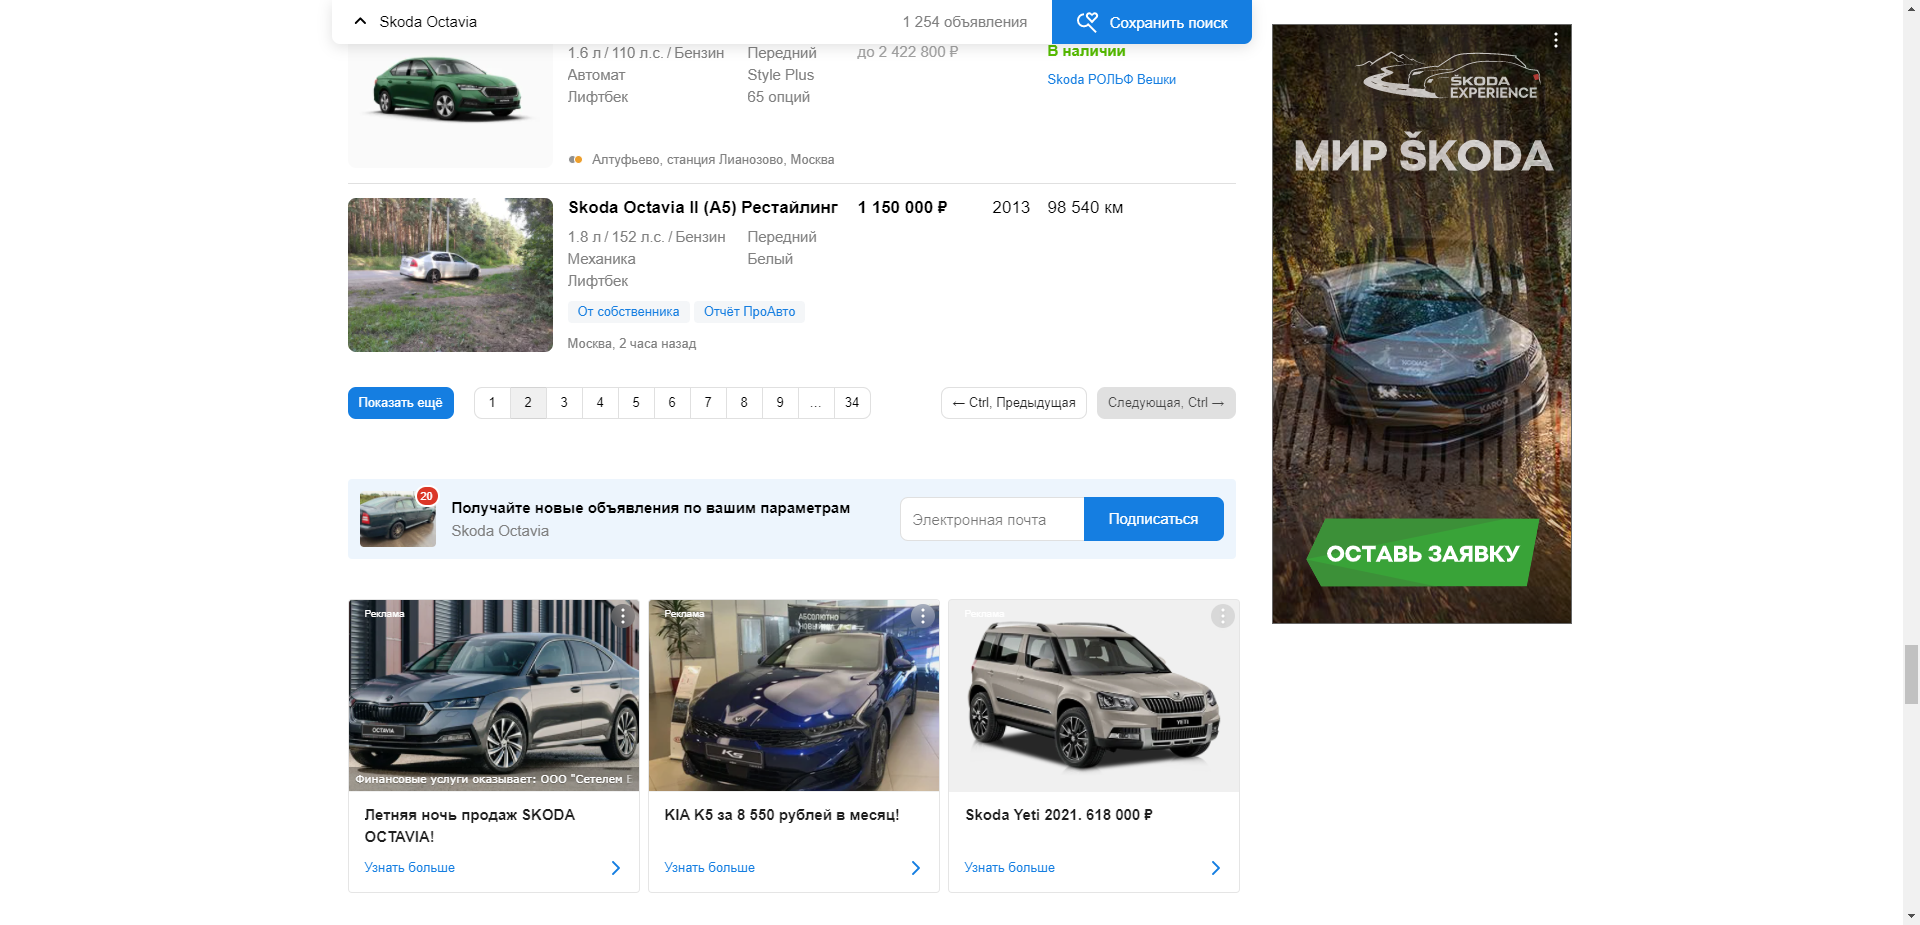 Skoda Octavia
1 254 объявления
Сохранить поиск
1.6 л / 110 л.с. / Бензин
Передний
до 2 422 800 ₽
В наличии
Автомат
Style Plus
Skoda РОЛЬФ Вешки
Лифтбек
65 опций
Алтуфьево, станция Лианозово, Москва
Skoda Octavia II (A5) Рестайлинг
1 150 000 ₽
2013
98 540 км
1.8 л / 152 л.с. / Бензин
Передний
Механика
Белый
Лифтбек
От собственника
Отчёт ПроАвто
Москва, 2 часа назад
Показать ещё
1
2
3
4
5
6
7
8
9
...
34
← Ctrl, Предыдущая
Следующая, Ctrl →
20
Получайте новые объявления по вашим параметрам
Skoda Octavia
Электронная почта
Подписаться
Реклама
OCTAVIA
Финансовые услуги оказывает: ООО "Сетелем
Летняя ночь продаж SKODA
OCTAVIA!
Узнать больше
Реклама
АБСОЛЮТНО
K5
KIA K5 за 8 550 рублей в месяц!
Узнать больше
Реклама
YETI
Skoda Yeti 2021. 618 000 ₽
Узнать больше
ŠKODA
EXPERIENCE
МИР ŠKODA
KODIAQ
KAROQ
ОСТАВЬ ЗАЯВКУ